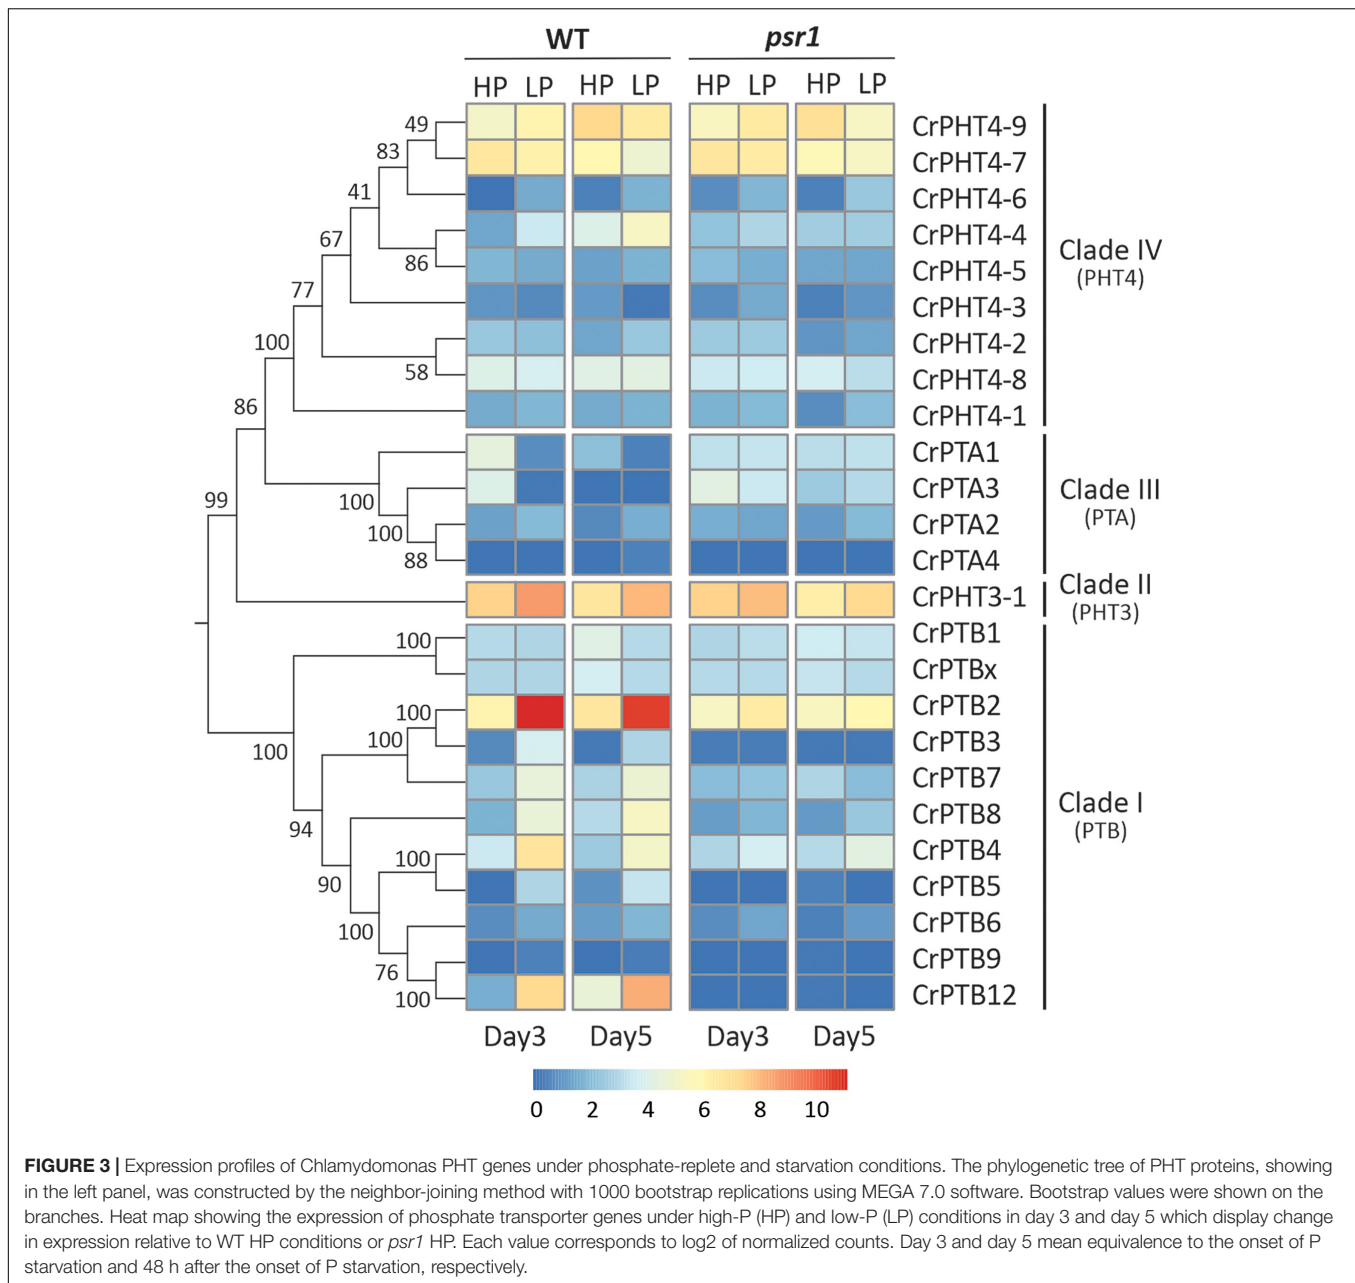 WT psr1
HP LP HP LP HP LP HP LP
49 CrPHT4-9
83 CrPHT4-7
41 CrPHT4-6
67 CrPHT4-4
86 CrPHT4-5
Clade IV
(PHT4)
77 CrPHT4-3
100 CrPHT4-2
58 CrPHT4-8
86 CrPHT4-1
CrPTA1
99 100 CrPTA3
Clade III
(PTA)
100 CrPTA2
88 CrPTA4
CrPHT3-1
Clade II
(PHT3)
100 CrPTB1
CrPTBx
100 CrPTB2
100 100 CrPTB3
CrPTB7
94 CrPTB8
Clade I
(PTB)
100 CrPTB4
90 CrPTB5
100 CrPTB6
76 CrPTB9
100 CrPTB12
Day3 Day5 Day3 Day5
0 2 4 6 8 10
FIGURE 3 | Expression profiles of Chlamydomonas PHT genes under phosphate-replete and starvation conditions. The phylogenetic tree of PHT proteins, showing
in the left panel, was constructed by the neighbor-joining method with 1000 bootstrap replications using MEGA 7.0 software. Bootstrap values were shown on the
branches. Heat map showing the expression of phosphate transporter genes under high-P (HP) and low-P (LP) conditions in day 3 and day 5 which display change
in expression relative to WT HP conditions or psr1 HP. Each value corresponds to log2 of normalized counts. Day 3 and day 5 mean equivalence to the onset of P
starvation and 48 h after the onset of P starvation, respectively.